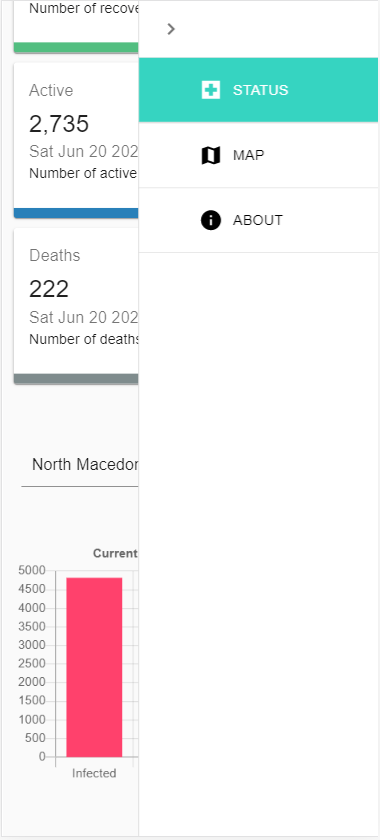 Number of recove
Active
2,735
Sat Jun 20 202
Number of active
Deaths
222
Sat Jun 20 202
Number of deaths
North Macedor
Current
5000
4500
4000
3500
3000
2500
2000
1500
1000
500
0
Infected
STATUS
MAP
ABOUT